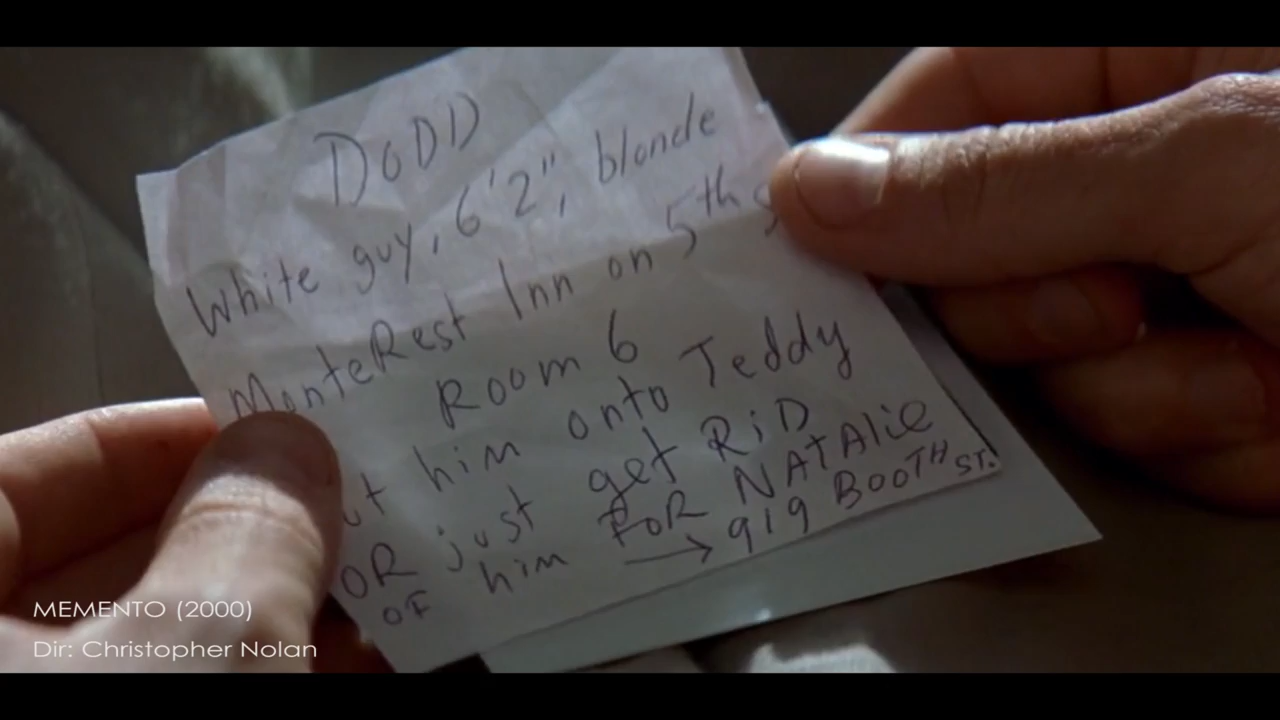 DODD
White guy, 6'2", blonde
MonteRest Inn on 5th S
Room 6
ut him onto Teddy
OR just get RiD
OF him FOR NATAliE
→ 919 BOOTH ST.
MEMENTO (2000)
Dir: Christopher Nolan